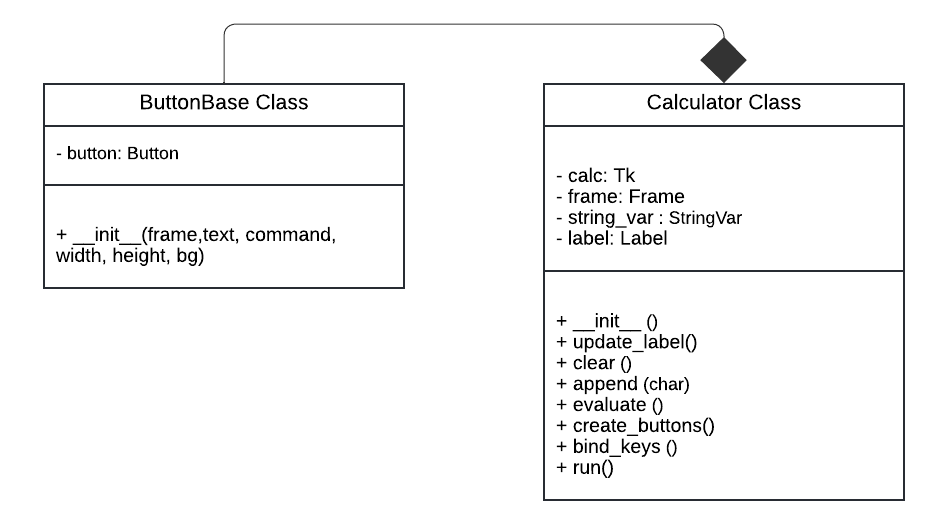 ButtonBase Class
- button: Button
+ __init__(frame,text, command,
width, height, bg)
Calculator Class
- calc: Tk
- frame: Frame
- string_var : StringVar
- label: Label
+ __init__ ()
+ update_label()
+ clear ()
+ append (char)
+ evaluate ()
+ create_buttons()
+ bind_keys ()
+ run()